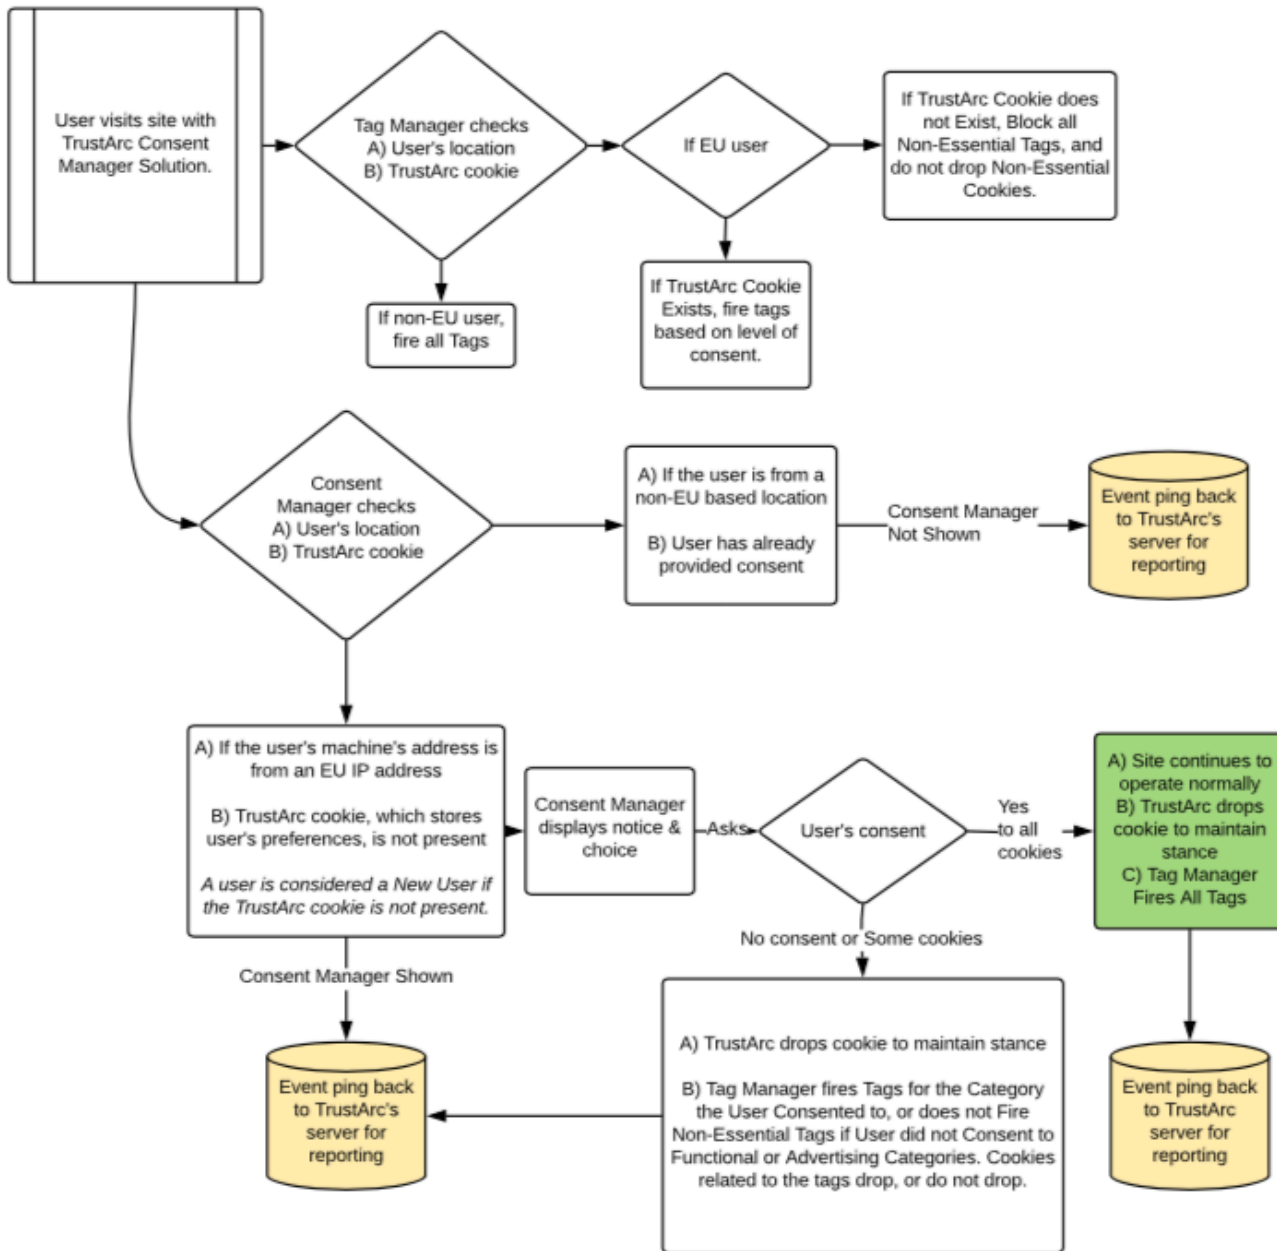 User visits site with
TrustArc Consent
Manager Solution.
Tag Manager checks
A) User's location
B) TrustArc cookie
If EU user
If TrustArc Cookie does
not Exist, Block all
Non-Essential Tags, and
do not drop Non-Essential
Cookies.
If non-EU user,
fire all Tags
If TrustArc Cookie
Exists, fire tags
based on level of
consent.
Consent
Manager checks
A) User's location
B) TrustArc cookie
A) If the user is from a
non-EU based location
B) User has already
provided consent
Consent Manager
Not Shown
Event ping back
to TrustArc's
server for
reporting
A) If the user's machine's address is
from an EU IP address
B) TrustArc cookie, which stores
user's preferences, is not present
A user is considered a New User if
the TrustArc cookie is not present.
Consent Manager
displays notice &
choice
Asks
User's consent
Yes
to all
cookies
A) Site continues to
operate normally
B) TrustArc drops
cookie to maintain
stance
C) Tag Manager
Fires All Tags
No consent or Some cookies
Consent Manager Shown
A) TrustArc drops cookie to maintain stance
B) Tag Manager fires Tags for the Category
the User Consented to, or does not Fire
Non-Essential Tags if User did not Consent to
Functional or Advertising Categories. Cookies
related to the tags drop, or do not drop.
Event ping back
to TrustArc's
server for
reporting
Event ping back
to TrustArc
server for
reporting